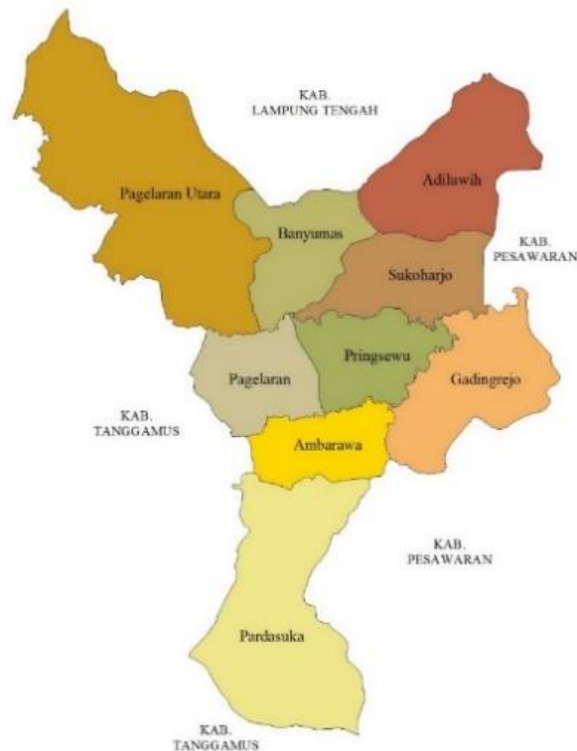 KAB.
LAMPUNG TENGAH
Adiluwih
Pagelaran Utara
Banyumas
KAB.
PESAWARAN
Sukoharjo
Pringsewu
Pagelaran
Gadingrejo
KAB.
TANGGAMUS
Ambarawa
KAB.
PESAWARAN
Pardasuka
KAB.
TANGGAMUS